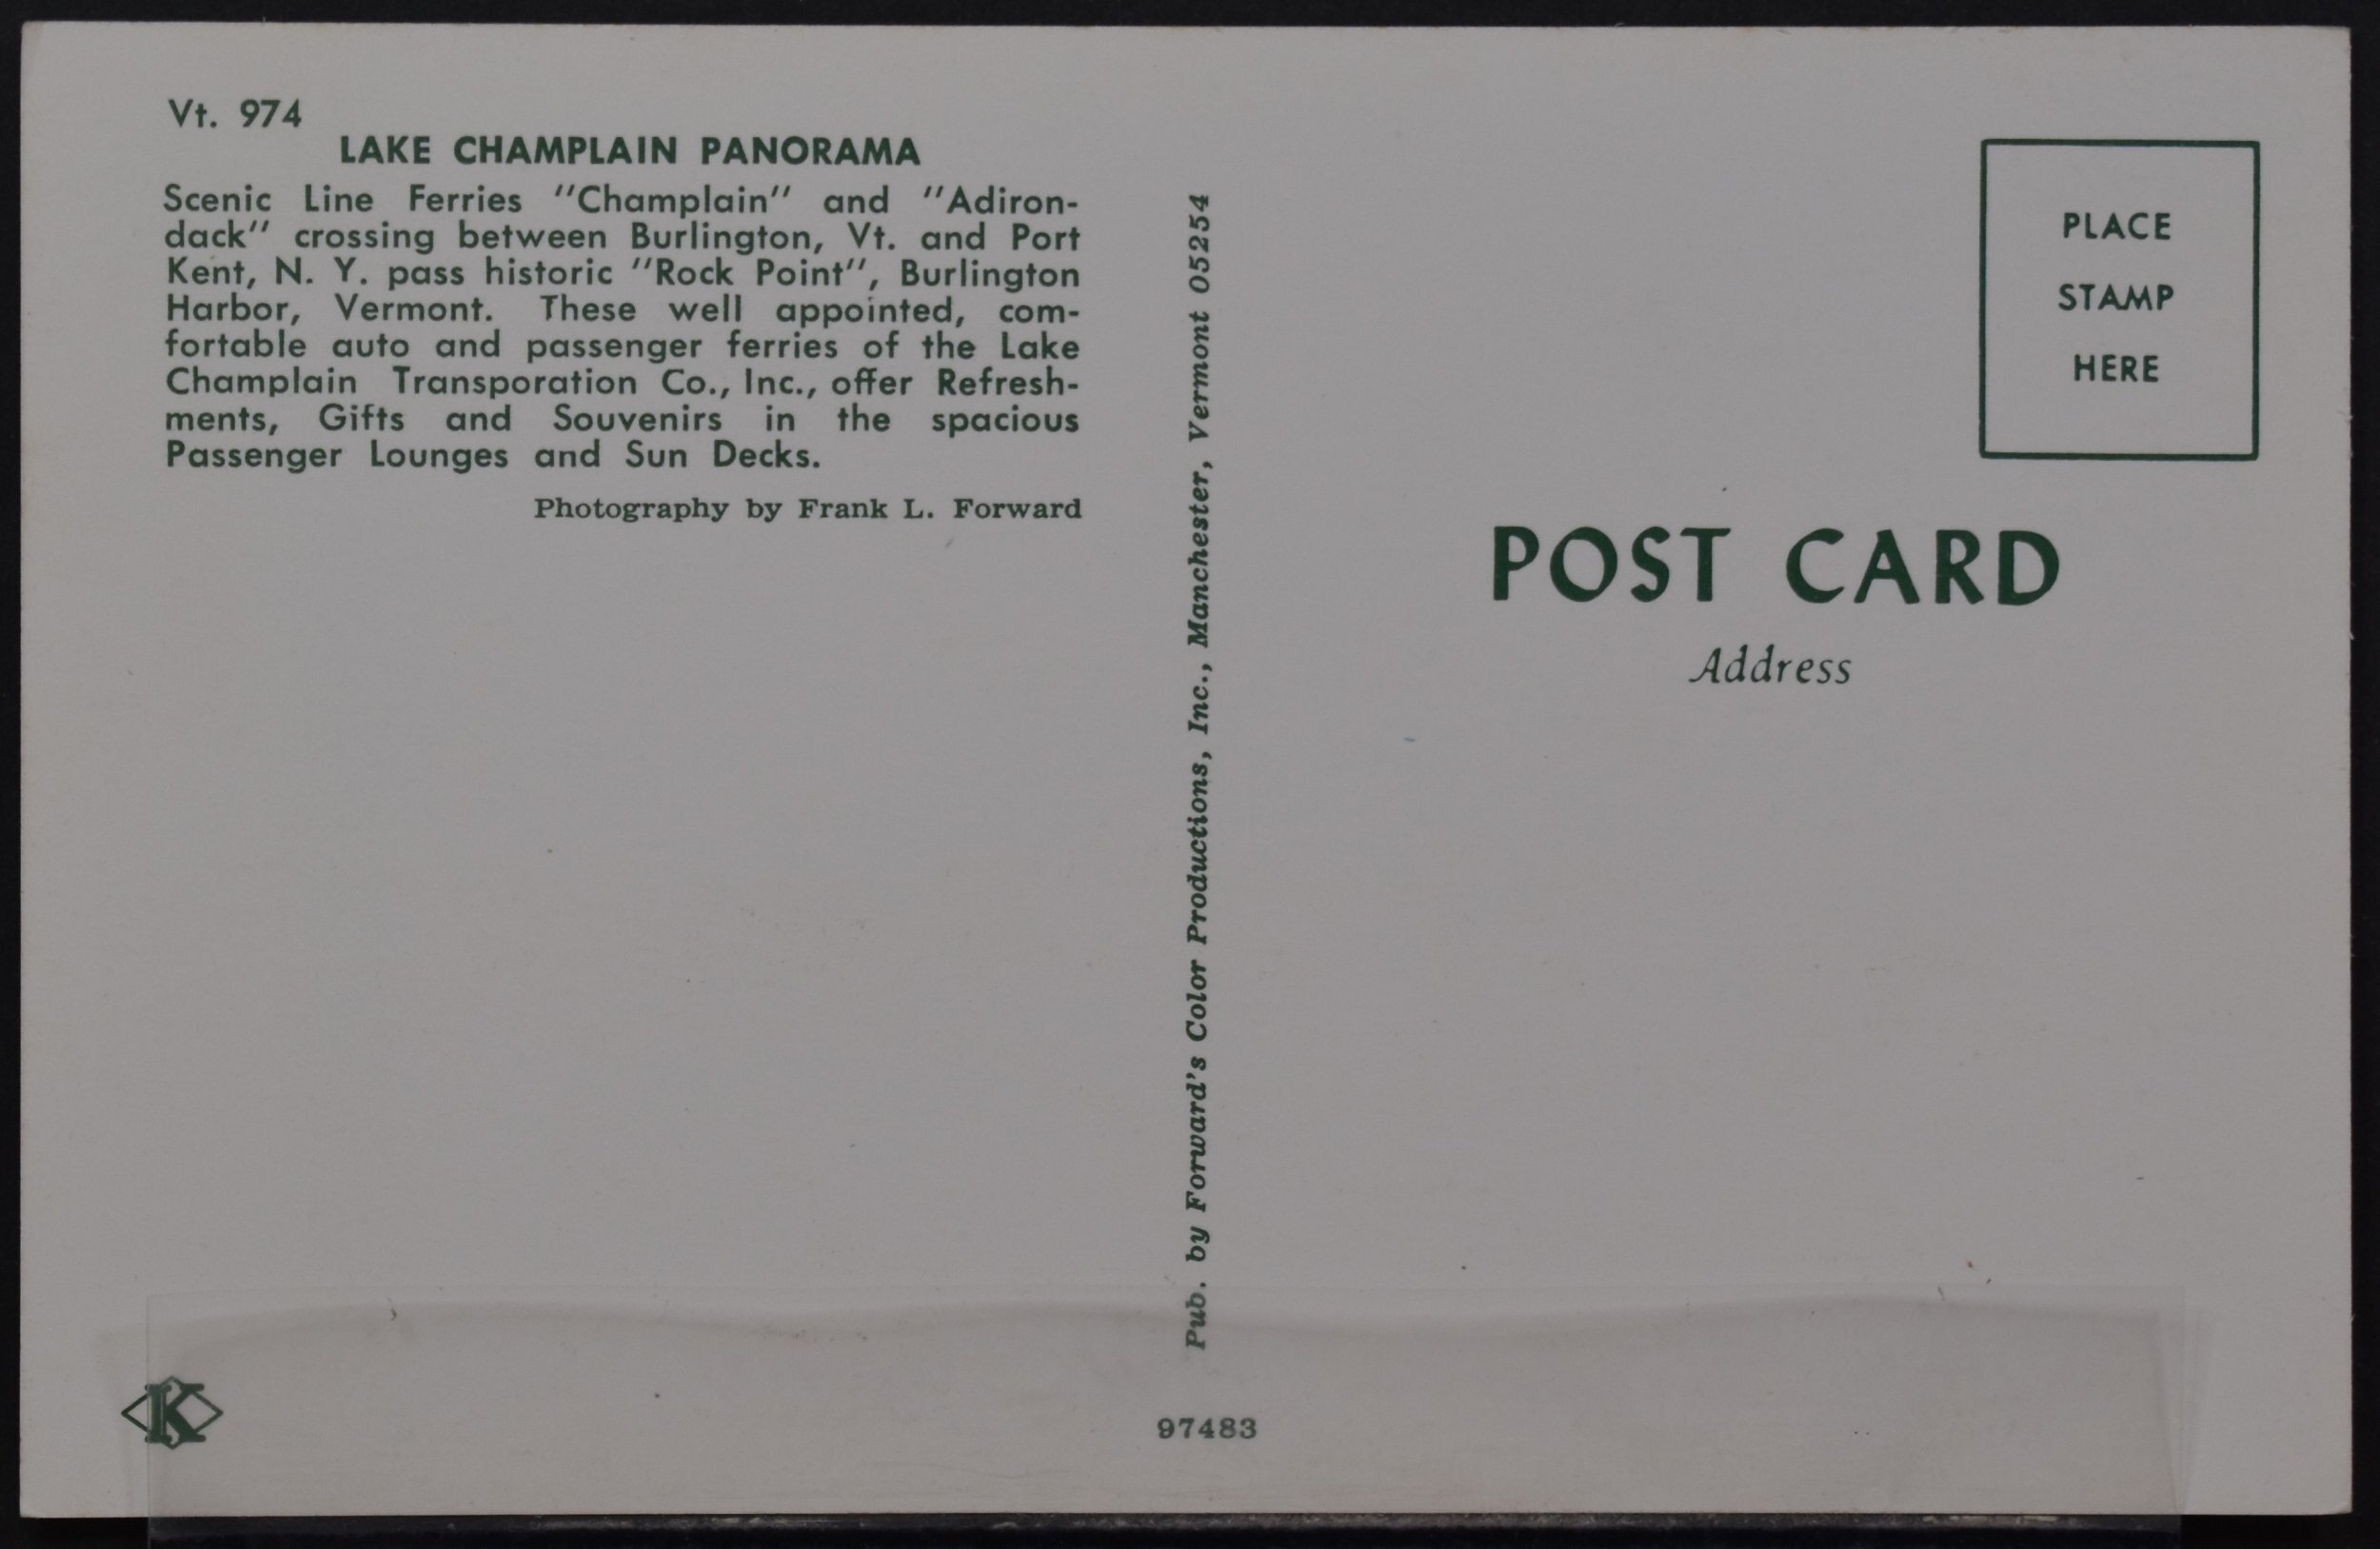 Vt. 974
LAKE CHAMPLAIN PANORAMA
Scenic Line Ferries "Champlain" and "Adiron-
dack" crossing between Burlington, Vt. and Port
Kent, N. Y. pass historic "Rock Point", Burlington
Harbor, Vermont. These well appointed, com-
fortable auto and passenger ferries of the Lake
Champlain Transporation Co., Inc., offer Refresh-
ments, Gifts and Souvenirs in the spacious
Passenger Lounges and Sun Decks.
Photography by Frank L. Forward
Pub. by Forward's Color Productions, Inc., Manchester, Vermont 05254
PLACE
STAMP
HERE
POST CARD
Address
K
97483